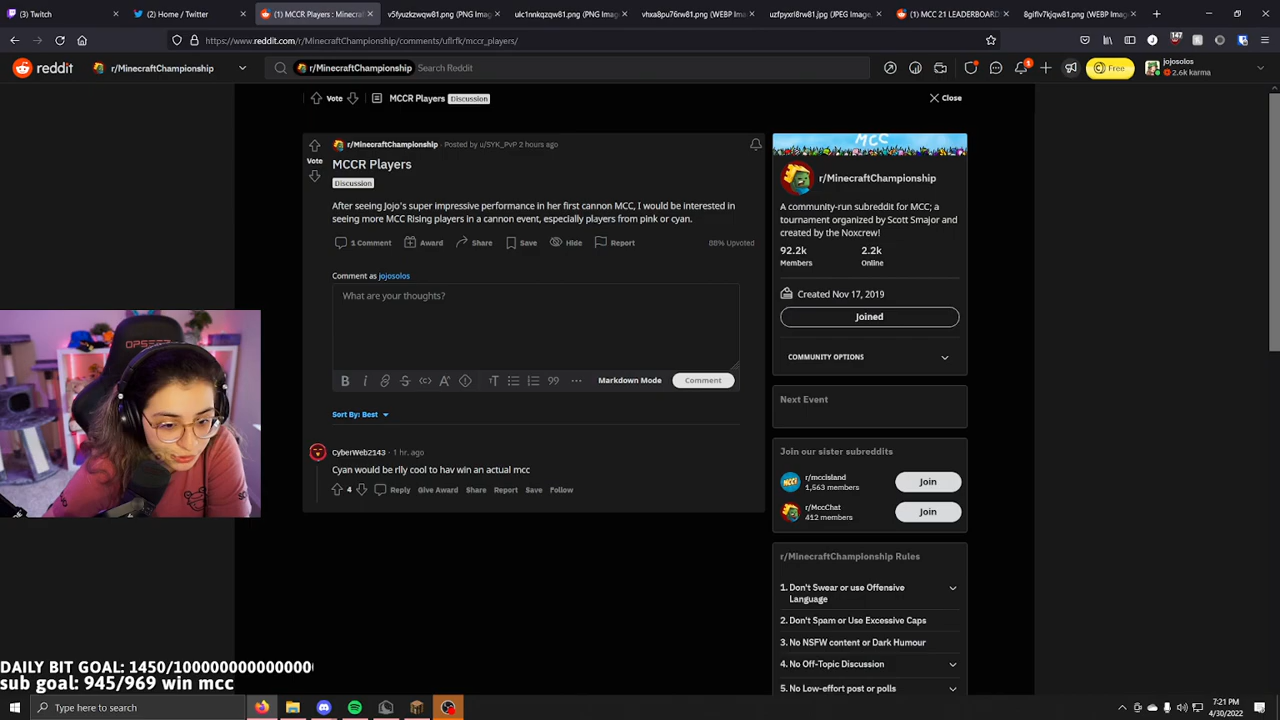 (3) Twitch
(2) Home / Twitter
(1) MCCR Players : Minecraf
v5fyuzkzwqw81.png (PNG Imag
ulc1nnkqzqw81.png (PNG Imag
vhxa8pu76rw81.png (WEBP Im
uzfpyxrl8rw81.jpg (JPEG Image,
(1) MCC 21 LEADERBOARD
8giflv7kjqw81.png (WEBP Imag
https://www.reddit.com/r/MinecraftChampionship/comments/uflrfk/mccr_players/
147
reddit
r/MinecraftChampionship
r/MinecraftChampionship
Search Reddit
1
Free
jojosolos
2.6k karma
Vote
MCCR Players
Discussion
Close
r/MinecraftChampionship
Posted by u/SYK_PvP 2 hours ago
Vote
MCCR Players
Discussion
After seeing Jojo's super impressive performance in her first cannon MCC, I would be interested in
seeing more MCC Rising players in a cannon event, especially players from pink or cyan.
1 Comment
Award
Share
Save
Hide
Report
88% Upvoted
Comment as jojosolos
What are your thoughts?
Markdown Mode
Comment
Sort By: Best
CyberWeb2143 · 1 hr. ago
Cyan would be rlly cool to hav win an actual mcc
4
Reply
Give Award
Share
Report
Save
Follow
MCC
r/MinecraftChampionship
A community-run subreddit for MCC; a
tournament organized by Scott Smajor and
created by the Noxcrew!
92.2k
2.2k
Members
Online
Created Nov 17, 2019
Joined
COMMUNITY OPTIONS
Next Event
Join our sister subreddits
MCCI
r/mccisland
1,563 members
Join
r/MccChat
412 members
Join
r/MinecraftChampionship Rules
1. Don't Swear or use Offensive
Language
2. Don't Spam or Use Excessive Caps
3. No NSFW content or Dark Humour
4. No Off-Topic Discussion
5. No Low-effort post or polls
OPSEAT
DAILY BIT GOAL: 1450/1000000000000000
sub goal: 945/969 win mcc
Type here to search
7:21 PM
4/30/2022